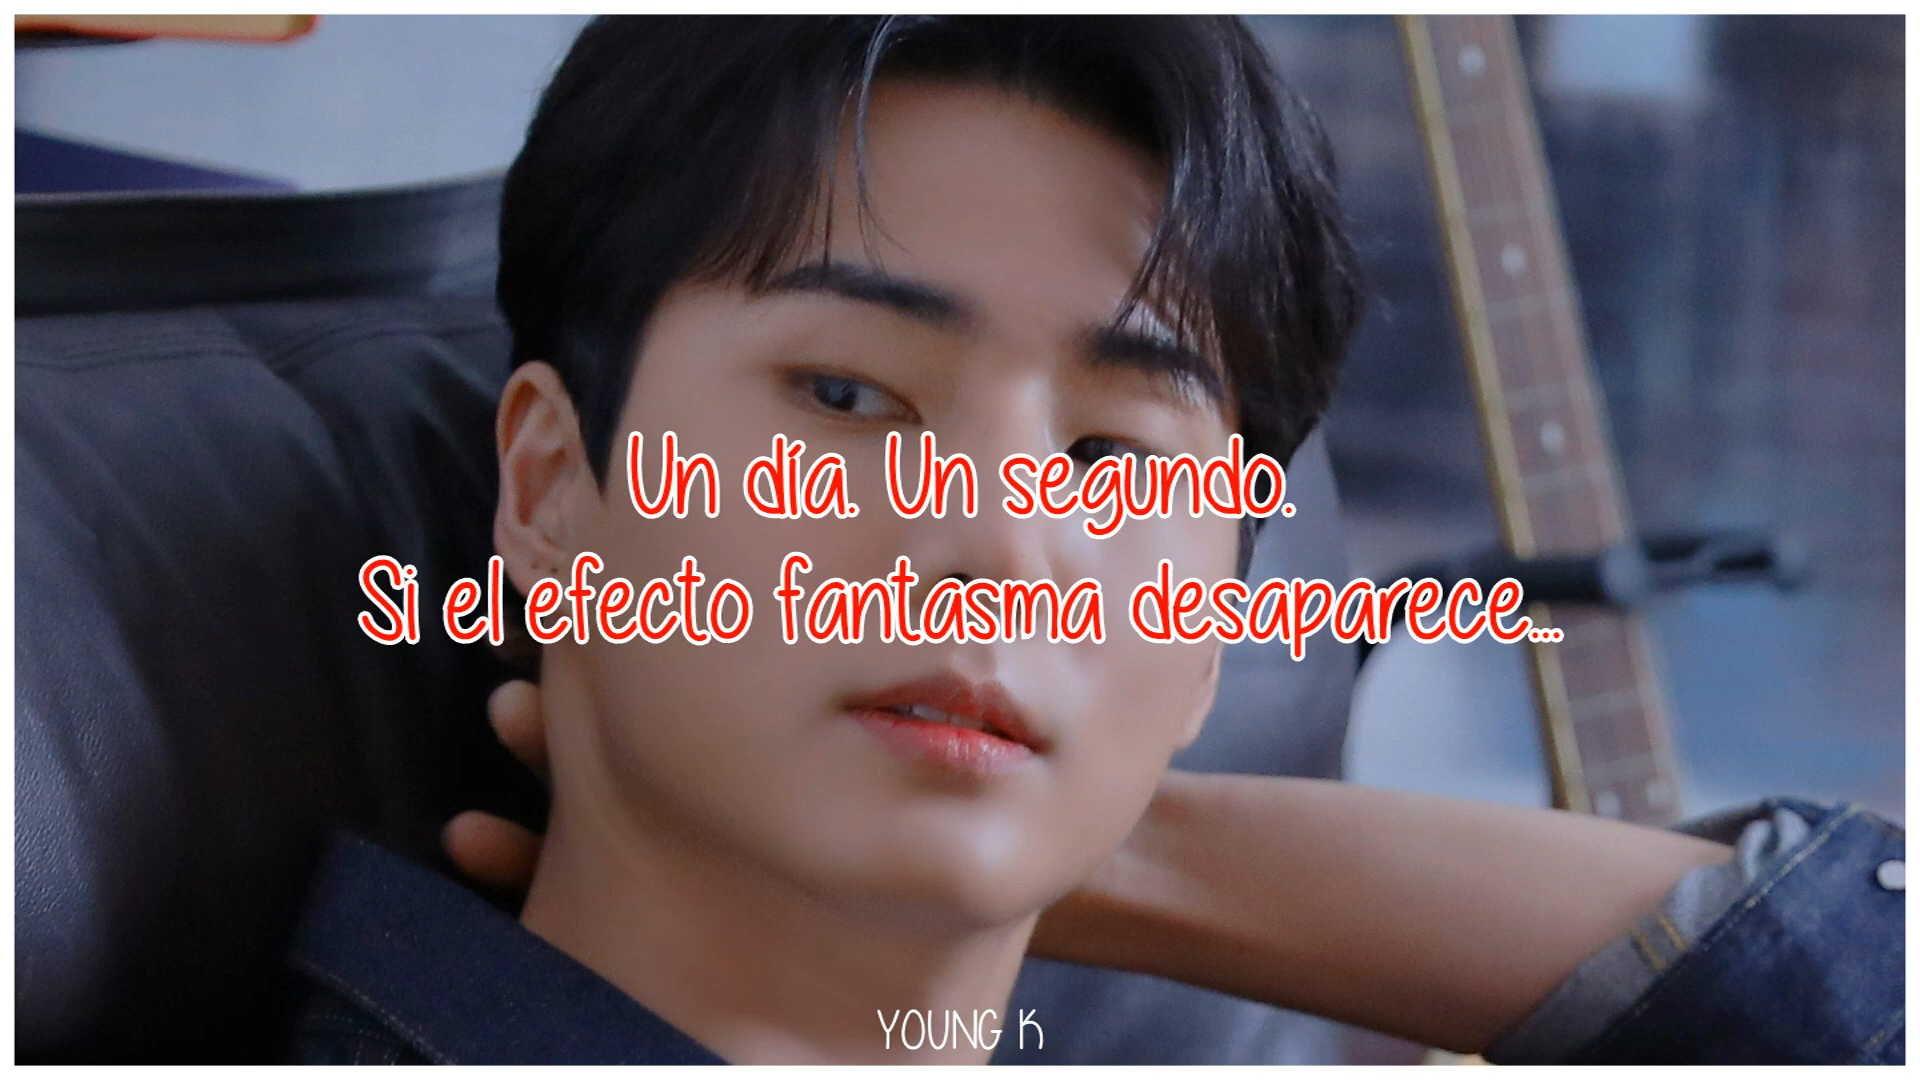 Un día. Un segundo.
Si el efecto fantasma desaparece...
YOUNG K